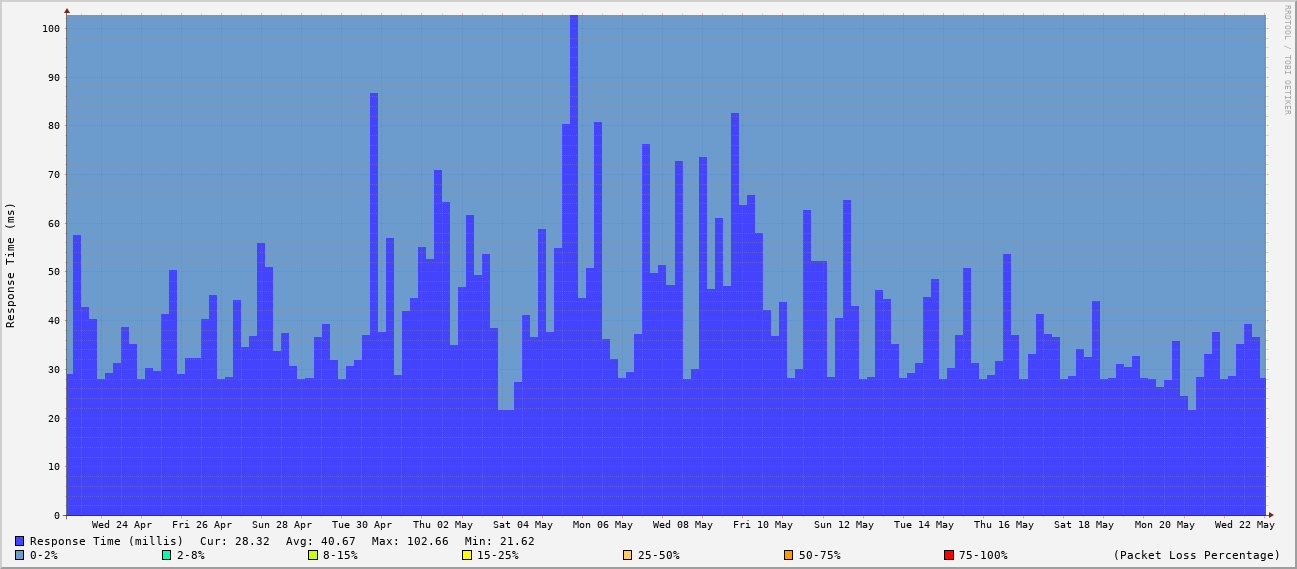 RRDTOOL / TOBI OETIKER
Response Time (ms)
100
90
80
70
60
50
40
30
20
10
0
Wed 24 Apr Fri 26 Apr Sun 28 Apr Tue 30 Apr Thu 02 May Sat 04 May Mon 06 May Wed 08 May Fri 10 May Sun 12 May Tue 14 May Thu 16 May Sat 18 May Mon 20 May Wed 22 May
Response Time (millis) Cur: 28.32 Avg: 40.67 Max: 102.66 Min: 21.62
0-2% 2-8% 8-15% 15-25% 25-50% 50-75% 75-100% (Packet Loss Percentage)